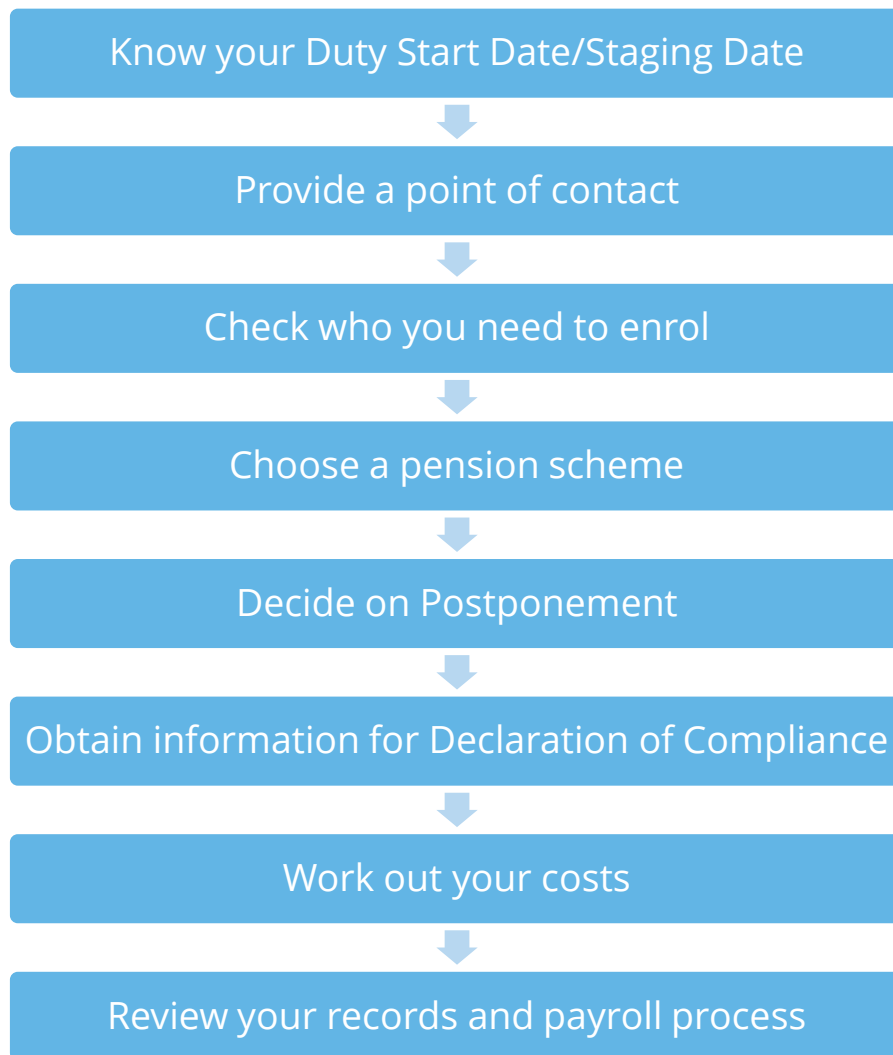 Know your Duty Start Date/Staging Date
Provide a point of contact
Check who you need to enrol
Choose a pension scheme
Decide on Postponement
Obtain information for Declaration of Compliance
Work out your costs
Review your records and payroll process